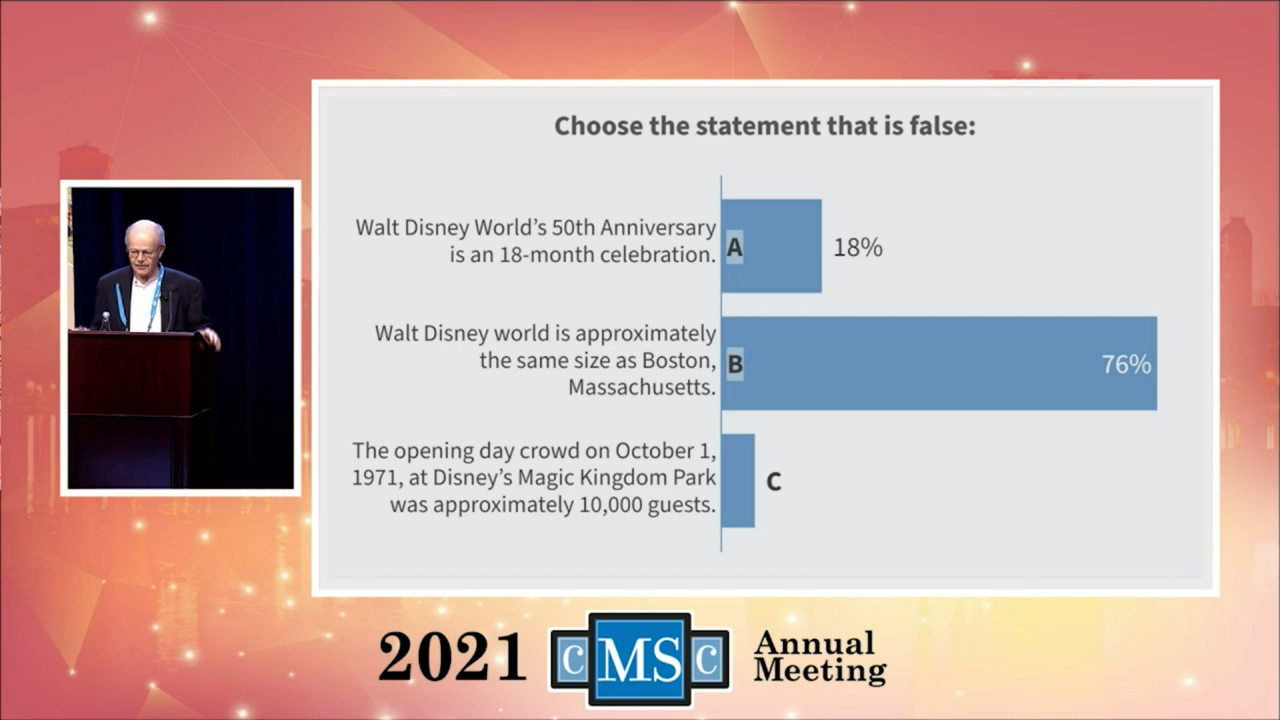 Choose the statement that is false:
Walt Disney World’s 50th Anniversary
is an 18-month celebration.
A
18%
Walt Disney world is approximately
the same size as Boston,
Massachusetts.
B
76%
The opening day crowd on October 1,
1971, at Disney’s Magic Kingdom Park
was approximately 10,000 guests.
C
2021
C MS C
Annual
Meeting